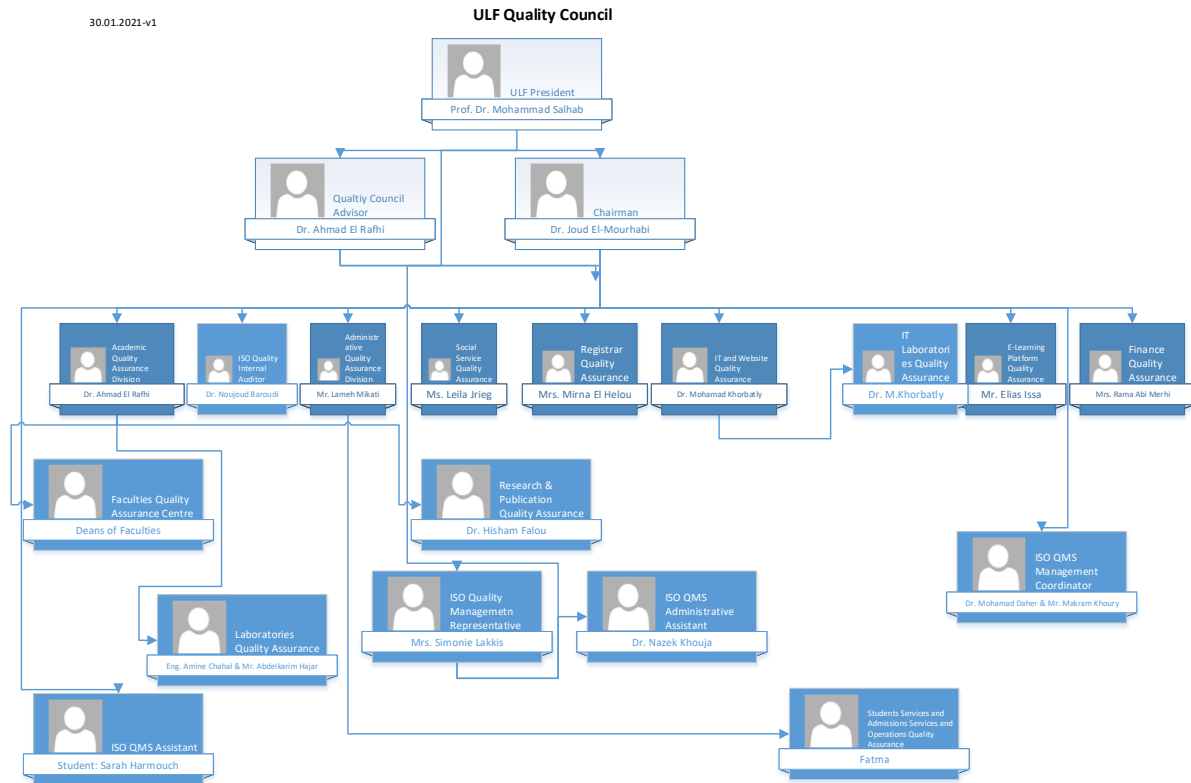 30.01.2021-v1
ULF Quality Council
ULF President
Prof. Dr. Mohammad Salhab
Qualtiy Council
Advisor
Dr. Ahmad El Rafhi
Chairman
Dr. Joud El-Mourhabi
Academic
Quality
Assurance
Division
Dr. Ahmad El Rafhi
ISO Quality
Internal
Auditor
Dr. Noujoud Baroudi
Administr
ative
Quality
Assurance
Division
Mr. Lameh Mikati
Social
Service
Quality
Assurance
Ms. Leila Jrieg
Registrar
Quality
Assurance
Mrs. Mirna El Helou
IT and Website
Quality
Assurance
Dr. Mohamad Khorbatly
IT
Laboratori
es Quality
Assurance
Dr. M.Khorbatly
E-Learning
Platform
Quality
Assurance
Mr. Elias Issa
Finance
Quality
Assurance
Mrs. Rama Abi Merhi
Faculties Quality
Assurance Centre
Deans of Faculties
Research &
Publication
Quality Assurance
Dr. Hisham Falou
ISO QMS
Management
Coordinator
Dr. Mohamad Daher & Mr. Makram Khoury
Laboratories
Quality Assurance
Eng. Amine Chahal & Mr. Abdelkarim Hajar
ISO Quality
Managemetn
Representative
Mrs. Simonie Lakkis
ISO QMS
Administrative
Assistant
Dr. Nazek Khouja
ISO QMS Assistant
Student: Sarah Harmouch
Students Services and
Admissions Services and
Operations Quality
Assurance
Fatma